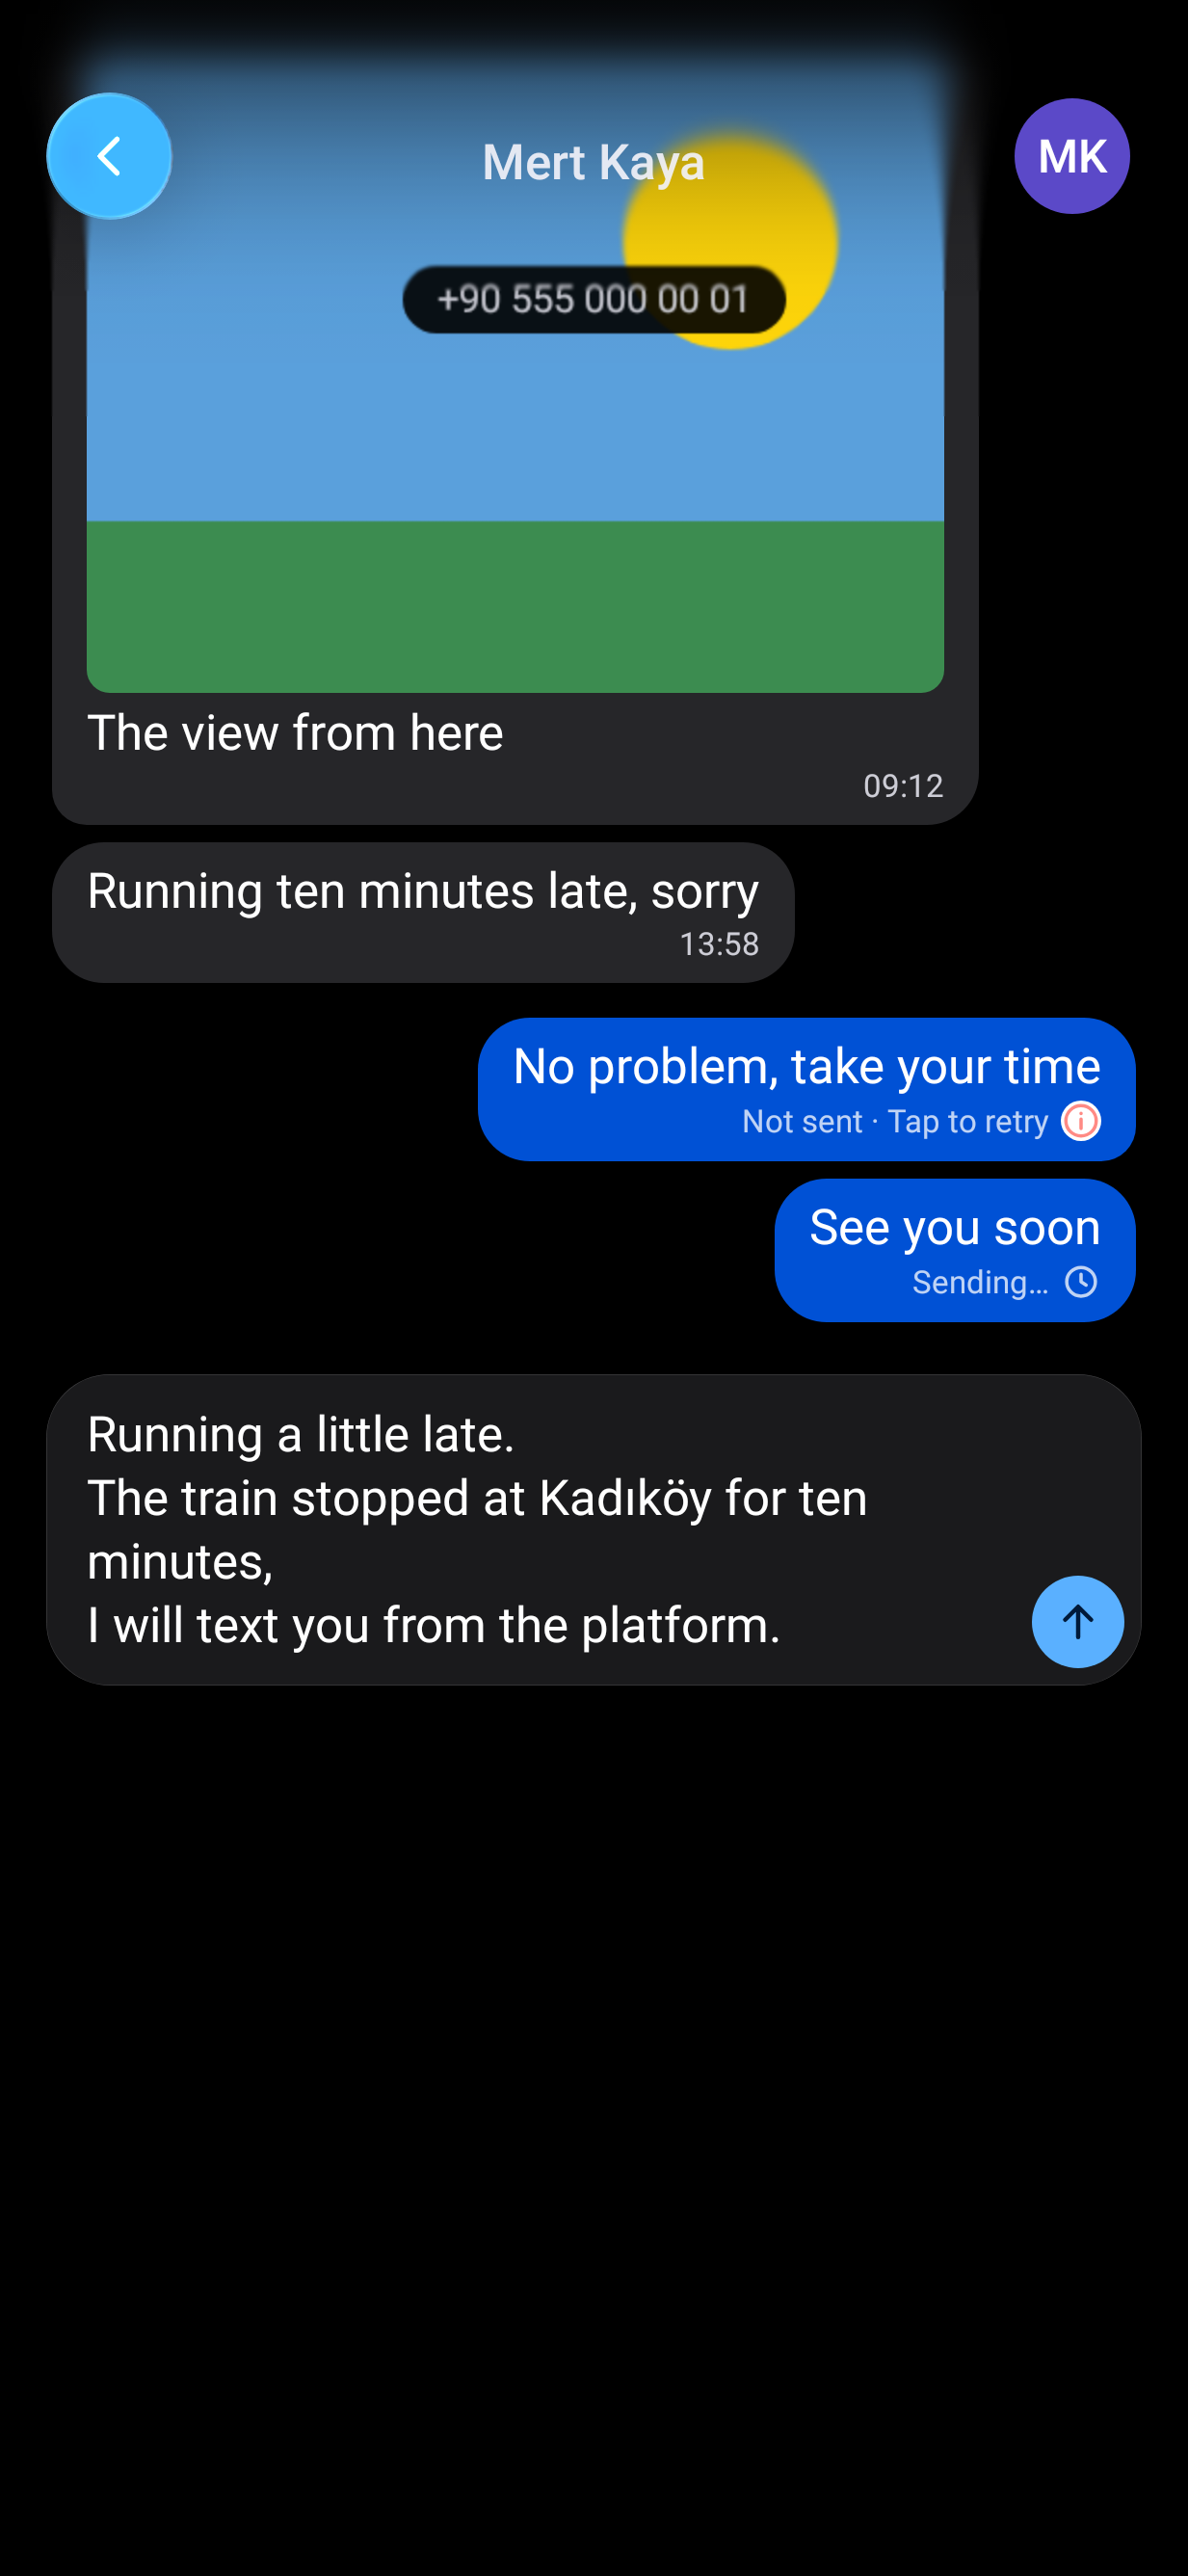 Mert Kaya
MK
+90 555 000 00 01
The view from here
09:12
Running ten minutes late, sorry
13:58
No problem, take your time
Not sent · Tap to retry
See you soon
Sending…
Running a little late.
The train stopped at Kadıköy for ten
minutes,
I will text you from the platform.